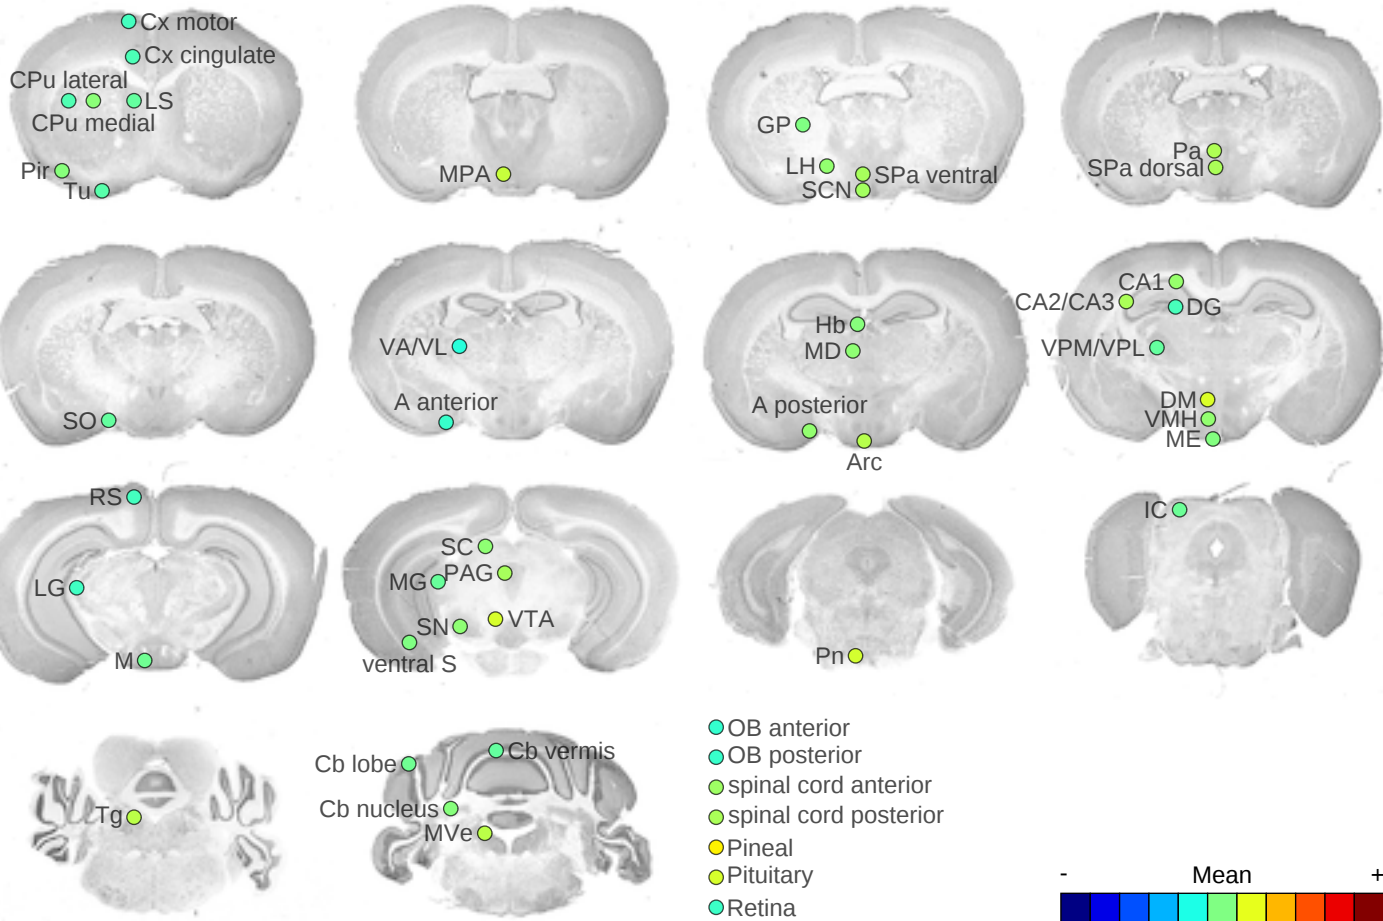 Cx motor
Cx cingulate
CPu lateral
LS
CPu medial
Pir
Tu
MPA
GP
LH
SPa ventral
SCN
Pa
SPa dorsal
SO
VA/VL
A anterior
Hb
MD
A posterior
Arc
CA1
CA2/CA3
DG
VPM/VPL
DM
VMH
ME
RS
LG
M
SC
PAG
MG
VTA
SN
ventral S
Pn
IC
Tg
Cb vermis
Cb lobe
Cb nucleus
MVe
OB anterior
OB posterior
spinal cord anterior
spinal cord posterior
Pineal
Pituitary
Retina
- Mean +